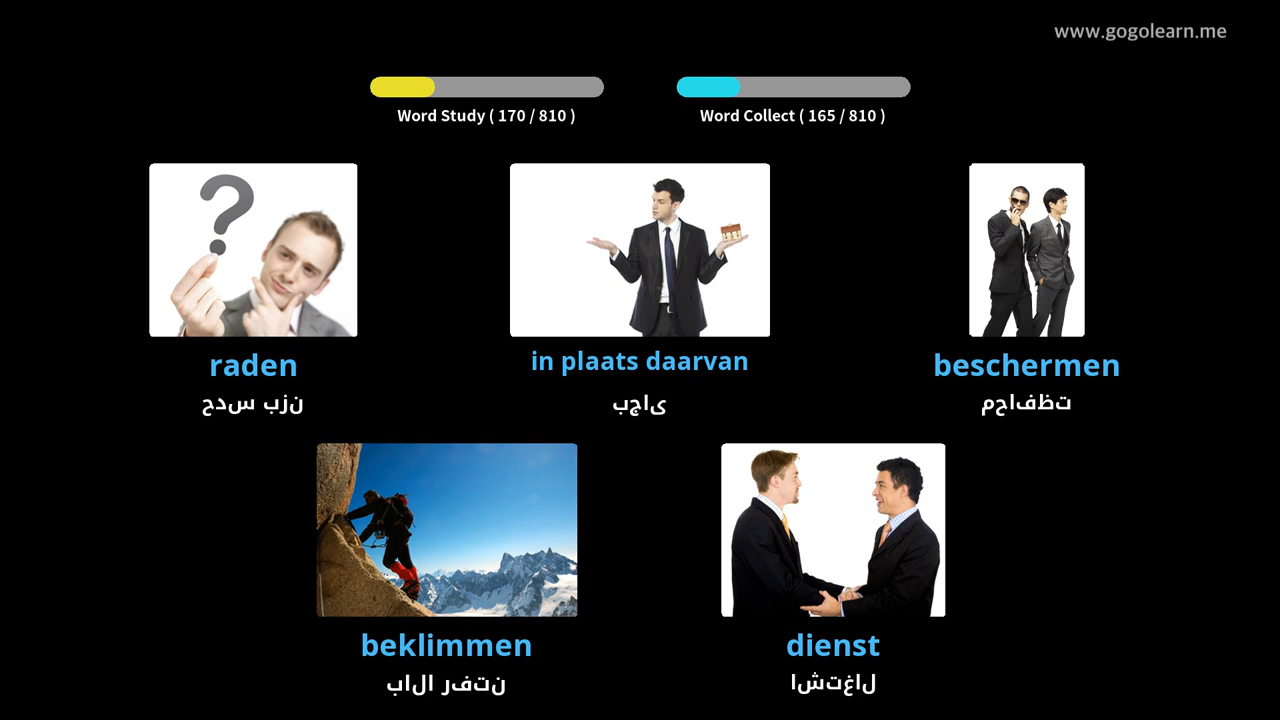 www.gogolearn.me
Word Study ( 170 / 810 )
Word Collect ( 165 / 810 )
raden
حدس بزن
in plaats daarvan
بجای
beschermen
محافظت
beklimmen
بالا رفتن
dienst
اشتغال